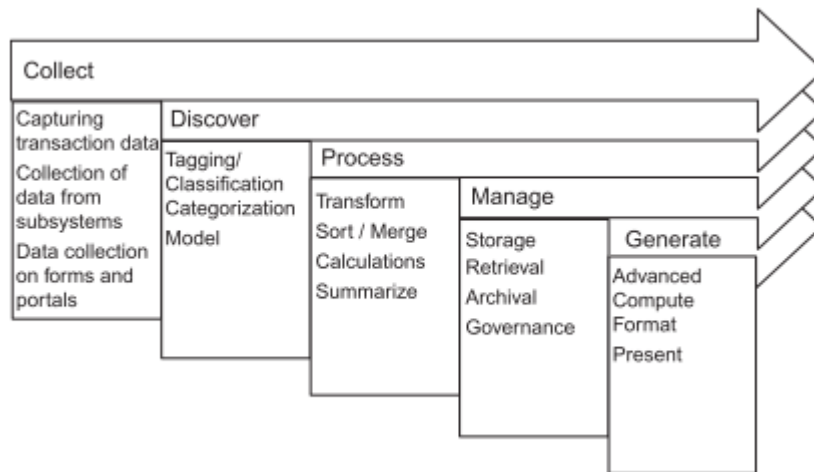 Collect
Capturing
transaction data
Collection of
data from
subsystems
Data collection
on forms and
portals
Discover
Tagging/
Classification
Categorization
Model
Process
Transform
Sort / Merge
Calculations
Summarize
Manage
Storage
Retrieval
Archival
Governance
Generate
Advanced
Compute
Format
Present